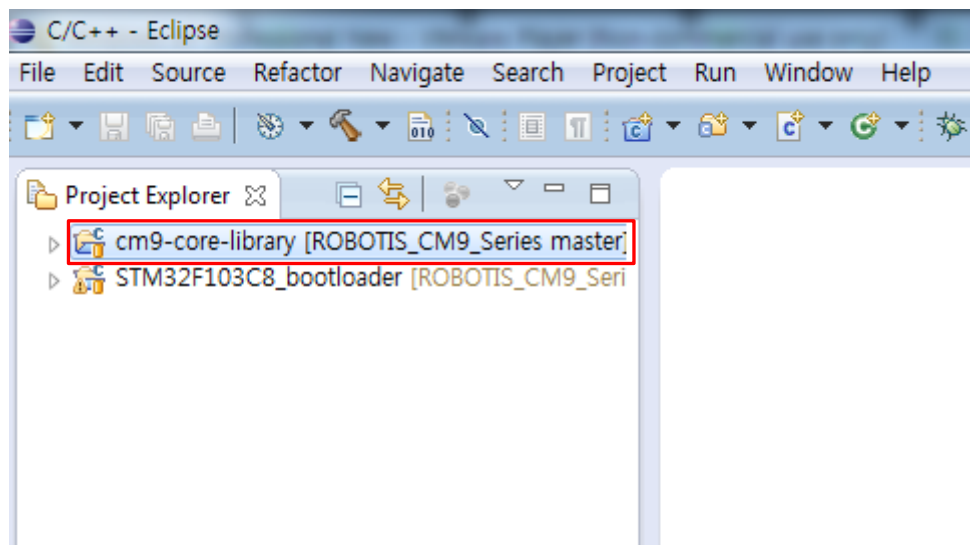 C/C++ - Eclipse
File Edit Source Refactor Navigate Search Project Run Window Help
010
Project Explorer
cm9-core-library [ROBOTIS_CM9_Series master]
STM32F103C8_bootloader [ROBOTIS_CM9_Seri